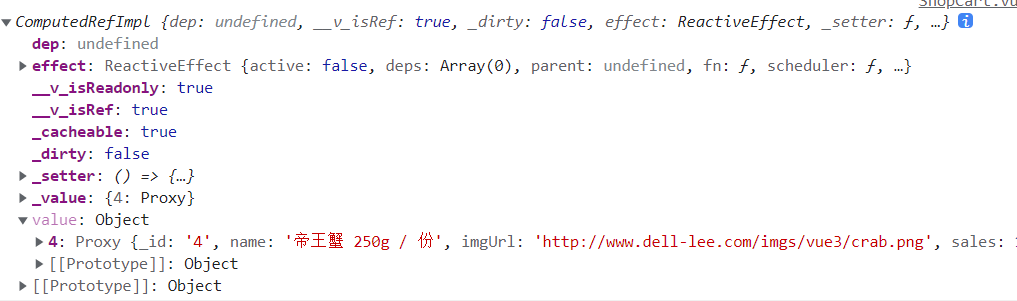 ShopCart.vu
ComputedRefImpl {dep: undefined, __v_isRef: true, _dirty: false, effect: ReactiveEffect, _setter: ƒ, …} i
dep: undefined
effect: ReactiveEffect {active: false, deps: Array(0), parent: undefined, fn: ƒ, scheduler: ƒ, …}
__v_isReadonly: true
__v_isRef: true
_cacheable: true
_dirty: false
_setter: () => {…}
_value: {4: Proxy}
value: Object
4: Proxy {_id: '4', name: '帝王蟹 250g / 份', imgUrl: 'http://www.dell-lee.com/imgs/vue3/crab.png', sales:
[[Prototype]]: Object
[[Prototype]]: Object